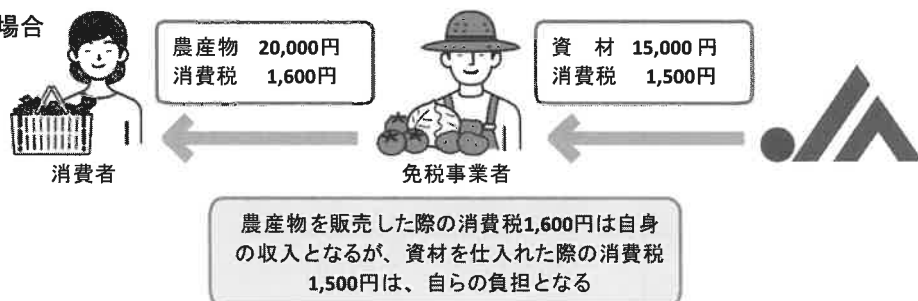 場合
農産物 20,000円
消費税 1,600円
資 材 15,000 円
消費税 1,500円
消費者
免税事業者
JA
農産物を販売した際の消費税1,600円は自身
の収入となるが、資材を仕入れた際の消費税
1,500円は、自らの負担となる